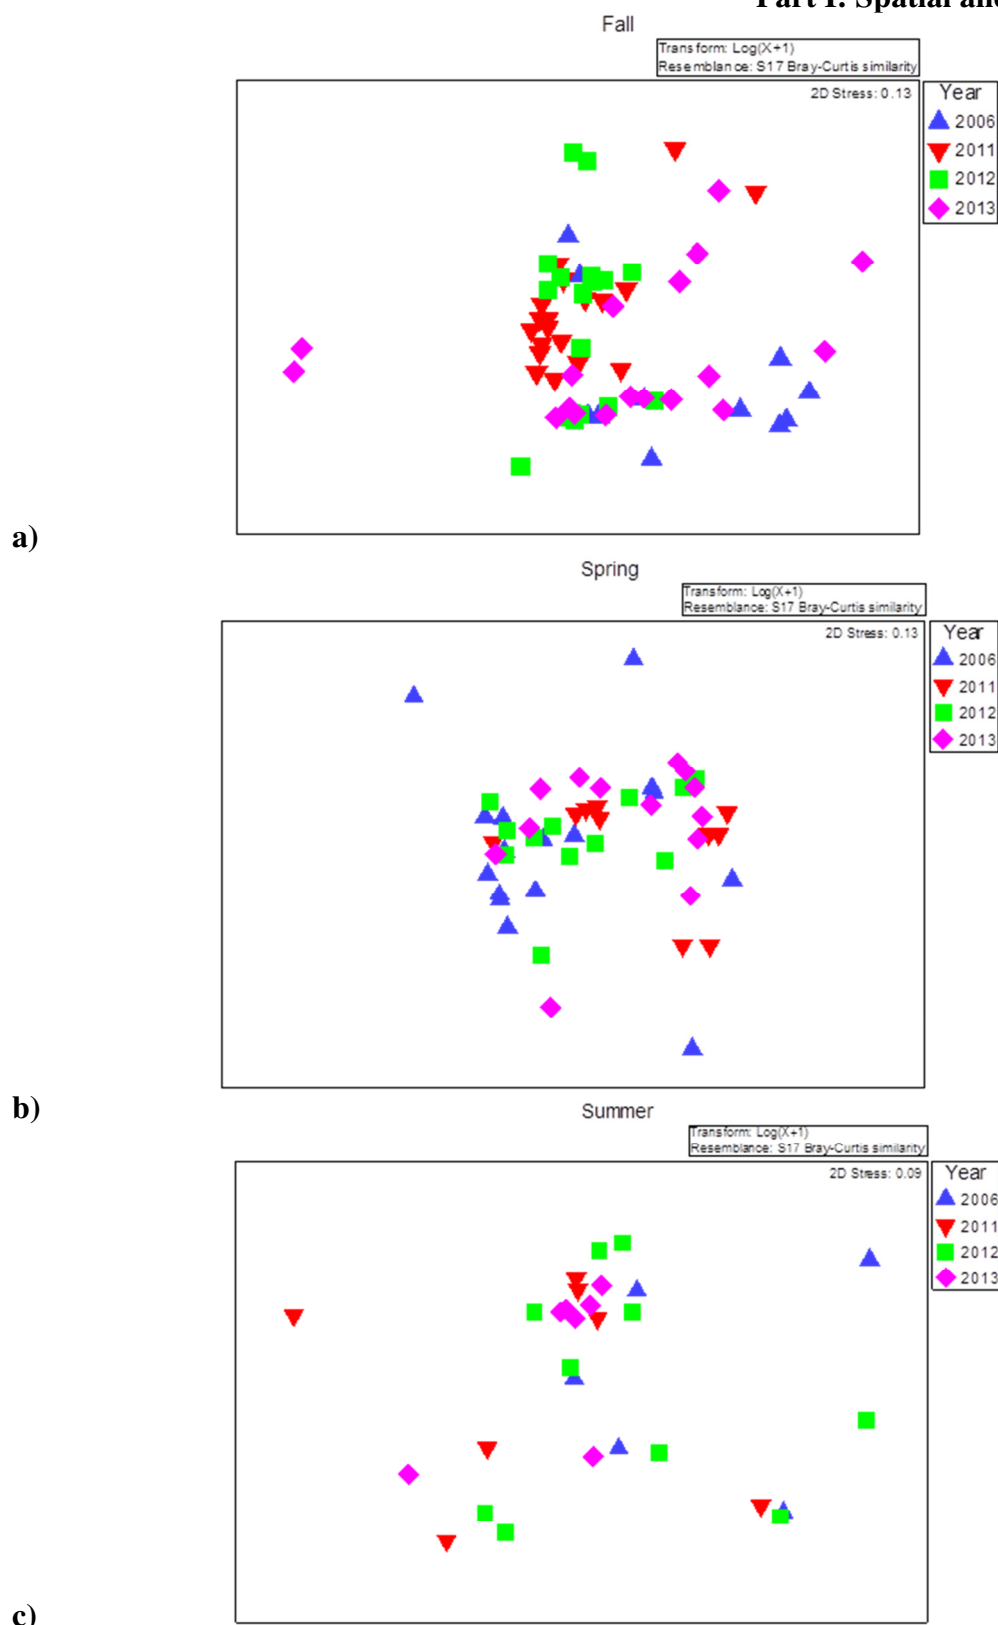 Part 1: Spatial and
Fall
Transform: Log(X+1)
Resemblance: S17 Bray-Curtis similarity
2D Stress: 0.13
Year
2006
2011
2012
2013
a)
Spring
Transform: Log(X+1)
Resemblance: S17 Bray-Curtis similarity
2D Stress: 0.13
Year
2006
2011
2012
2013
b)
Summer
Transform: Log(X+1)
Resemblance: S17 Bray-Curtis similarity
2D Stress: 0.09
Year
2006
2011
2012
2013
c)